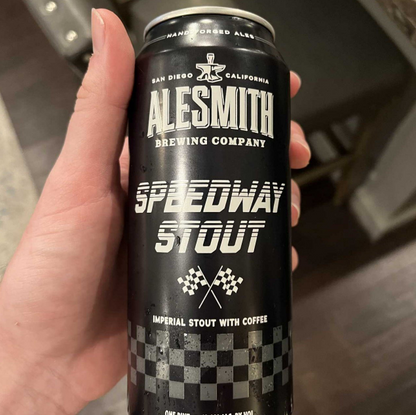 HAND-FORGED ALES
SAN DIEGO CALIFORNIA
ALESMITH
BREWING COMPANY
SPEEDWAY
STOUT
IMPERIAL STOUT WITH COFFEE